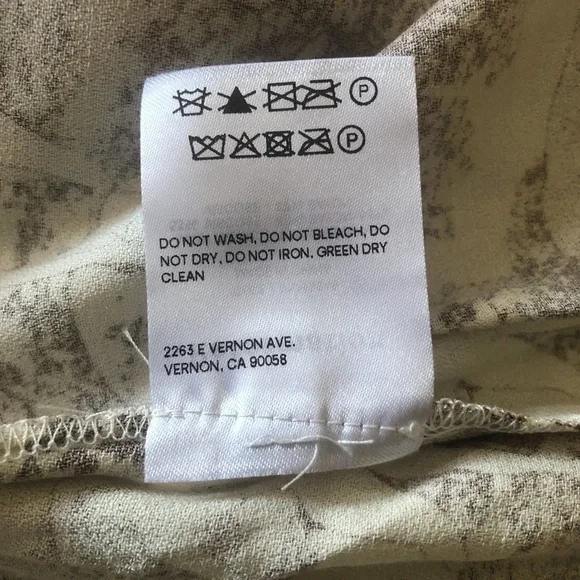 P
P
DO NOT WASH, DO NOT BLEACH, DO
NOT DRY, DO NOT IRON. GREEN DRY
CLEAN
2263 E VERNON AVE.
VERNON, CA 90058